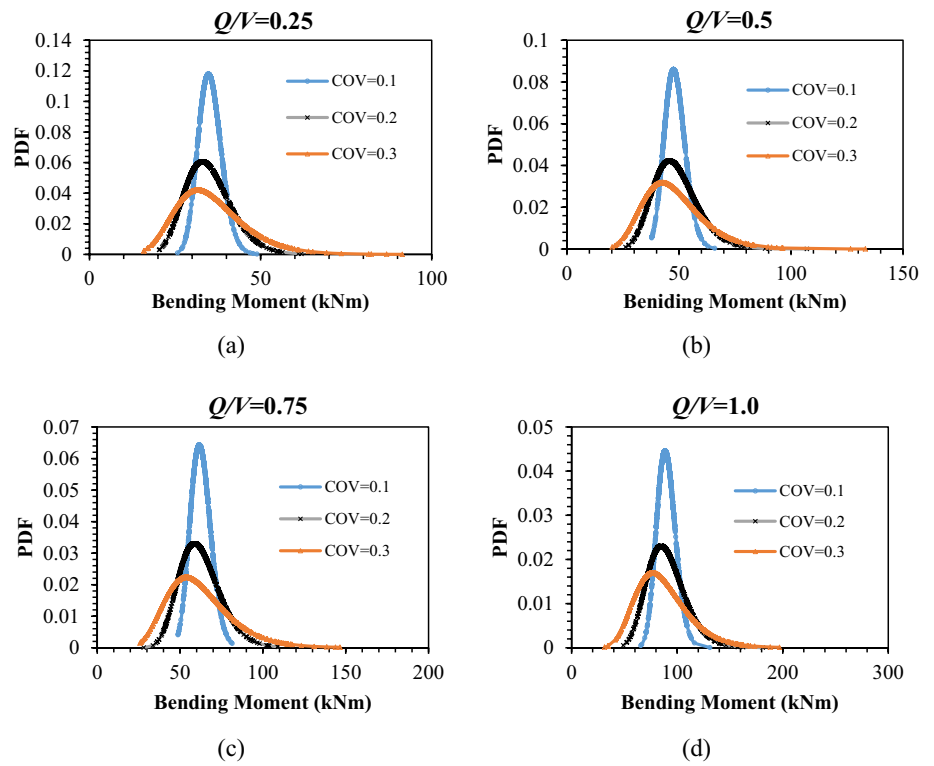 Q/V=0.25
0.14
0.12
0.1
0.08
0.06
0.04
0.02
0
PDF
COV=0.1
COV=0.2
COV=0.3
0 50 100
Bending Moment (kNm)
(a)
Q/V=0.5
0.1
0.08
0.06
0.04
0.02
0
PDF
COV=0.1
COV=0.2
COV=0.3
0 50 100 150
Beniding Moment (kNm)
(b)
Q/V=0.75
0.07
0.06
0.05
0.04
0.03
0.02
0.01
0
PDF
COV=0.1
COV=0.2
COV=0.3
0 50 100 150 200
Bending Moment (kNm)
(c)
Q/V=1.0
0.05
0.04
0.03
0.02
0.01
0
PDF
COV=0.1
COV=0.2
COV=0.3
0 100 200 300
Bending Moment (kNm)
(d)